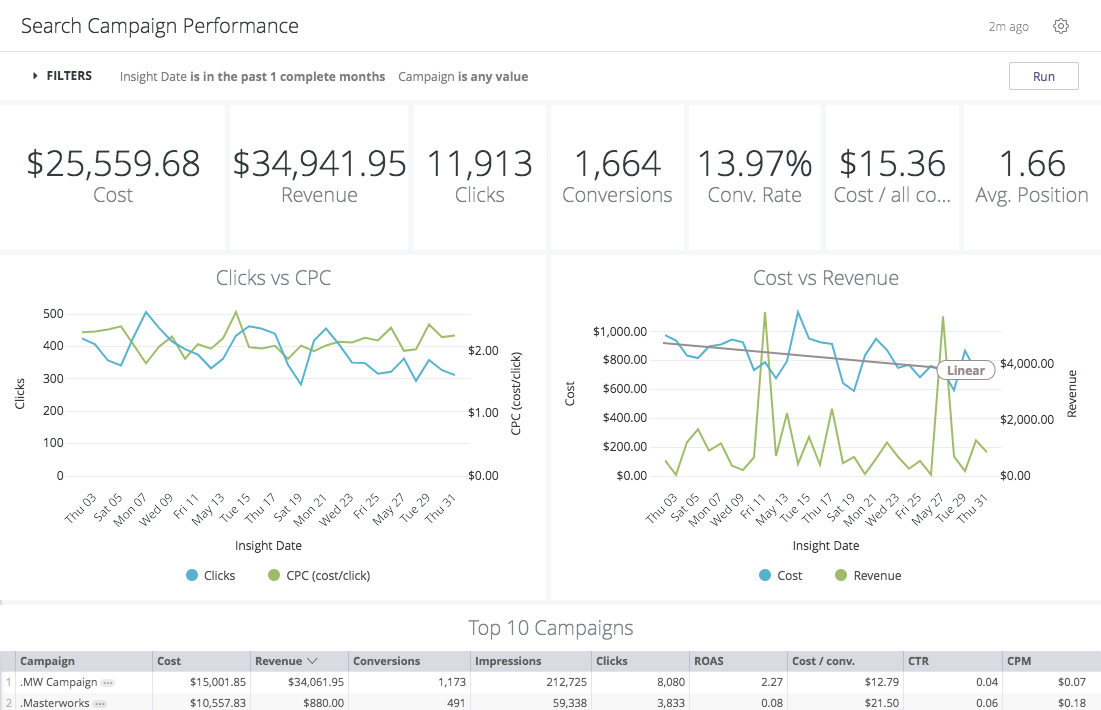 Search Campaign Performance
2m ago
FILTERS Insight Date is in the past 1 complete months Campaign is any value
Run
$25,559.68
Cost
$34,941.95
Revenue
11,913
Clicks
1,664
Conversions
13.97%
Conv. Rate
$15.36
Cost / all co...
1.66
Avg. Position
Clicks vs CPC
500
400
300
200
100
0
Clicks
$2.00
$1.00
$0.00
CPC (cost/click)
Thu 03
Sat 05
Mon 07
Wed 09
Fri 11
May 13
Tue 15
Thu 17
Sat 19
Mon 21
Wed 23
Fri 25
May 27
Tue 29
Thu 31
Insight Date
Clicks
CPC (cost/click)
Cost vs Revenue
$1,000.00
$800.00
$600.00
$400.00
$200.00
$0.00
Cost
Linear
$4,000.00
$2,000.00
$0.00
Revenue
Thu 03
Sat 05
Mon 07
Wed 09
Fri 11
May 13
Tue 15
Thu 17
Sat 19
Mon 21
Wed 23
Fri 25
May 27
Tue 29
Thu 31
Insight Date
Cost
Revenue
Top 10 Campaigns
Campaign Cost Revenue Conversions Impressions Clicks ROAS Cost / conv. CTR CPM
1 .MW Campaign $15,001.85 $34,061.95 1,173 212,725 8,080 2.27 $12.79 0.04 $0.07
2 .Masterworks $10,557.83 $880.00 491 59,338 3,833 0.08 $21.50 0.06 $0.18